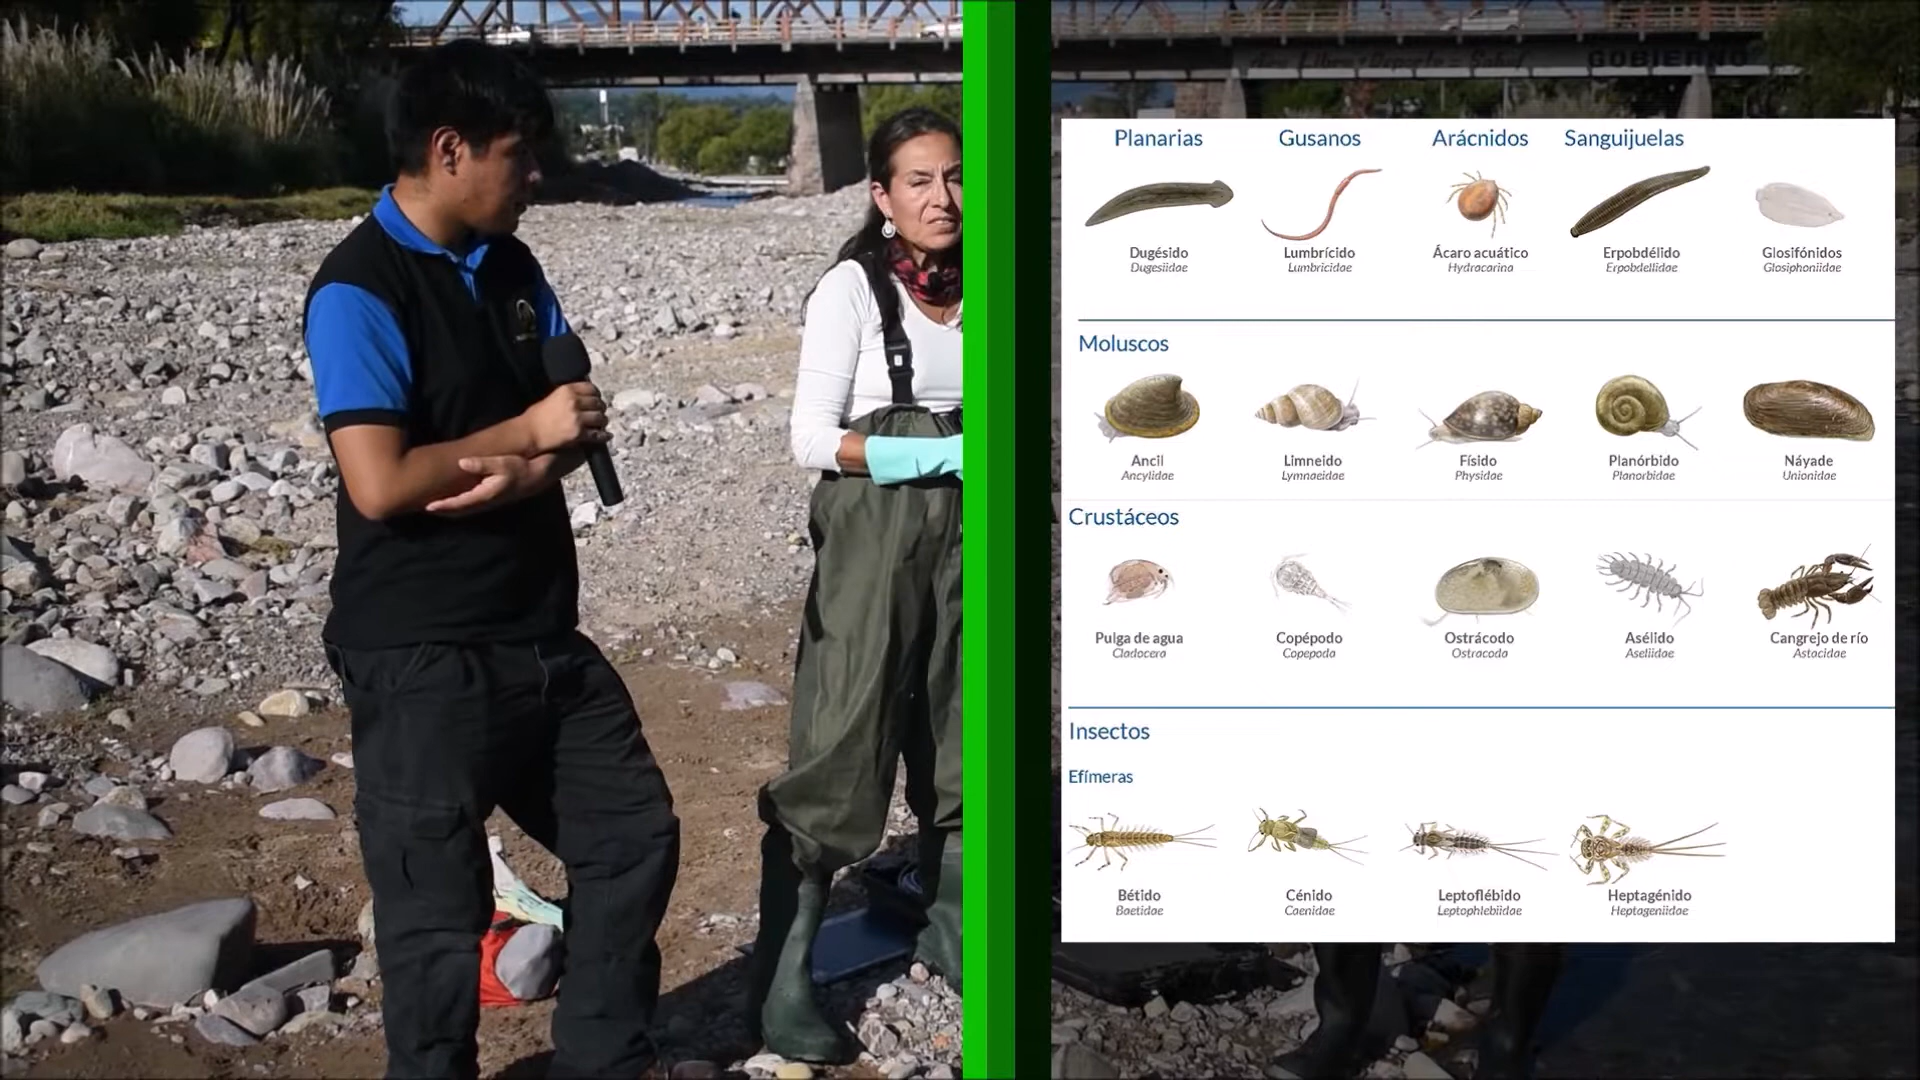 GOBIERNO
Planarias Gusanos Arácnidos Sanguijuelas
Dugésido Lumbrícido Ácaro acuático Erpobdélido Glosifónidos
Dugesiidae Lumbricidae Hydracarina Erpobdellidae Glosiphoniidae
Moluscos
Ancil Limneido Físido Planórbido Náyade
Ancylidae Lymnaeidae Physidae Planorbidae Unionidae
Crustáceos
Pulga de agua Copépodo Ostrácodo Asélido Cangrejo de río
Cladocera Copepoda Ostracoda Aseliidae Astacidae
Insectos
Efímeras
Bétido Cénido Leptoflébido Heptagénido
Baetidae Caenidae Leptophlebiidae Heptageniidae